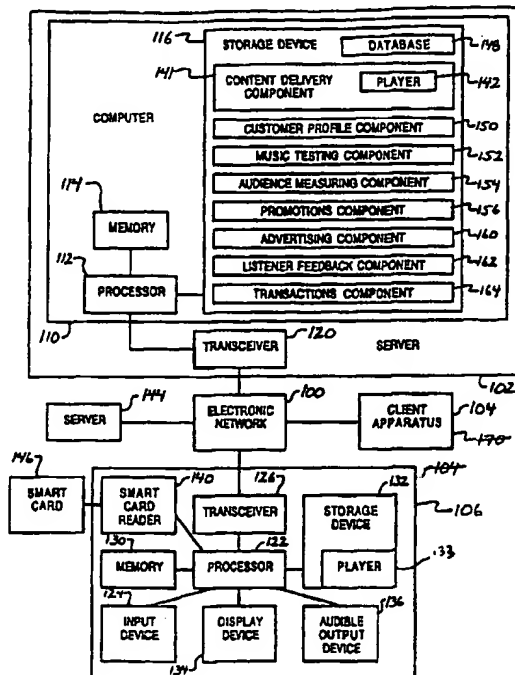 116
STORAGE DEVICE
DATABASE
148
141
CONTENT DELIVERY
COMPONENT
PLAYER
142
COMPUTER
CUSTOMER PROFILE COMPONENT
150
MUSIC TESTING COMPONENT
152
114
AUDIENCE MEASURING COMPONENT
154
MEMORY
PROMOTIONS COMPONENT
156
112
ADVERTISING COMPONENT
160
PROCESSOR
LISTENER FEEDBACK COMPONENT
162
TRANSACTIONS COMPONENT
164
110
TRANSCEIVER
120
SERVER
102
144
100
SERVER
ELECTRONIC
NETWORK
CLIENT
APPARATUS
104
170
146
140
126
132
104
SMART
CARD
SMART
CARD
READER
TRANSCEIVER
STORAGE
DEVICE
106
130
122
MEMORY
PROCESSOR
PLAYER
133
124
136
INPUT
DEVICE
DISPLAY
DEVICE
AUDIBLE
OUTPUT
DEVICE
134